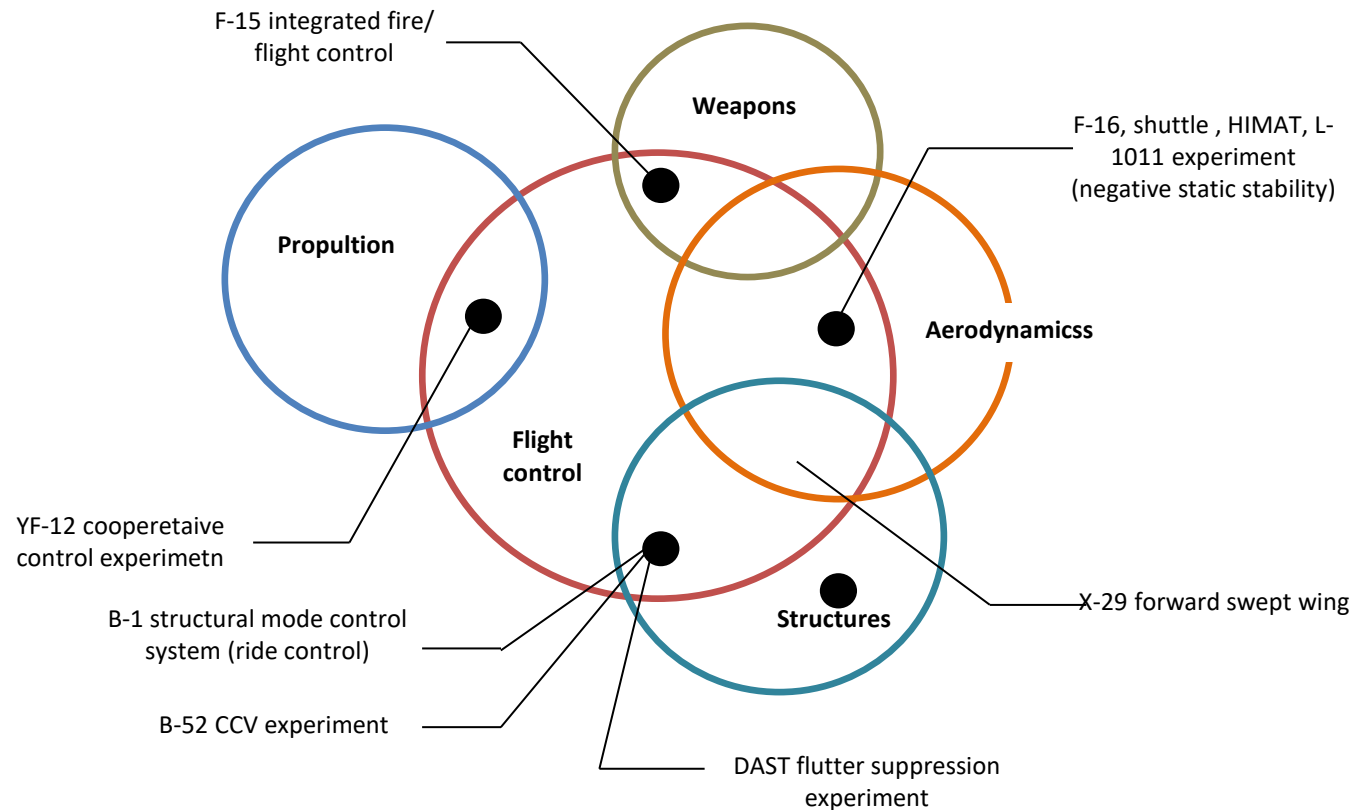 F-15 integrated fire/
flight control
Weapons
F-16, shuttle , HIMAT, L-
1011 experiment
(negative static stability)
Propultion
Aerodynamicss
Flight
control
YF-12 cooperetaive
control experimetn
B-1 structural mode control
system (ride control)
X-29 forward swept wing
Structures
B-52 CCV experiment
DAST flutter suppression
experiment